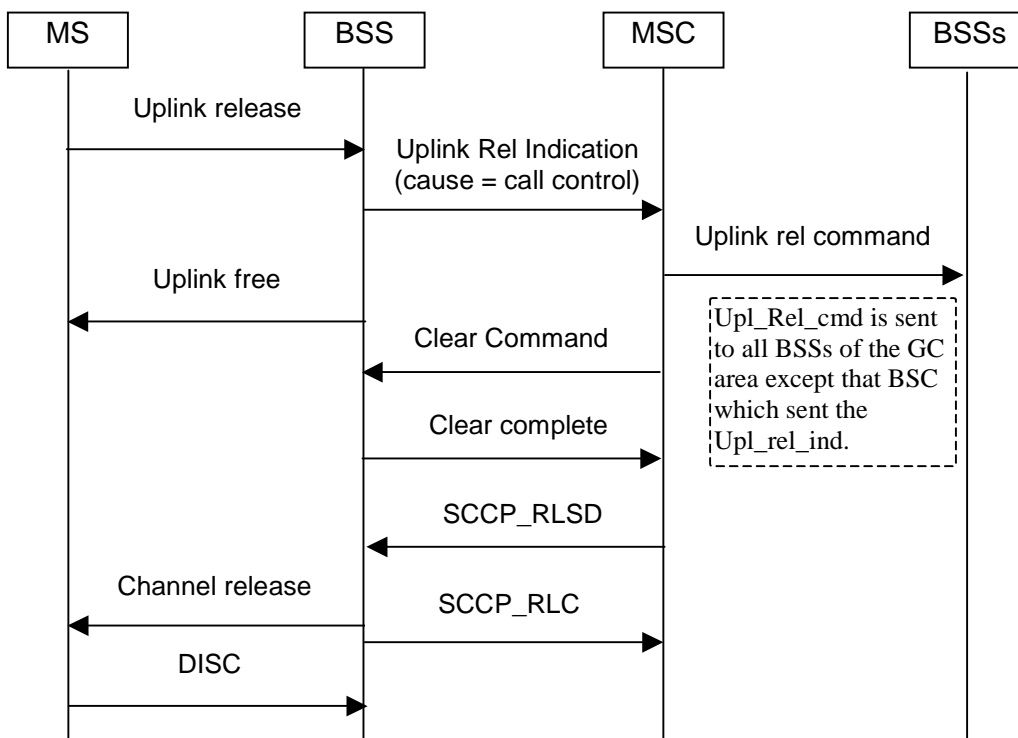 MS
BSS
MSC
BSSs
Uplink release
Uplink Rel Indication
(cause = call control)
Uplink rel command
Uplink free
Upl_Rel_cmd is sent
to all BSSs of the GC
area except that BSC
which sent the
Upl_rel_ind.
Clear Command
Clear complete
SCCP_RLSD
Channel release
SCCP_RLC
DISC